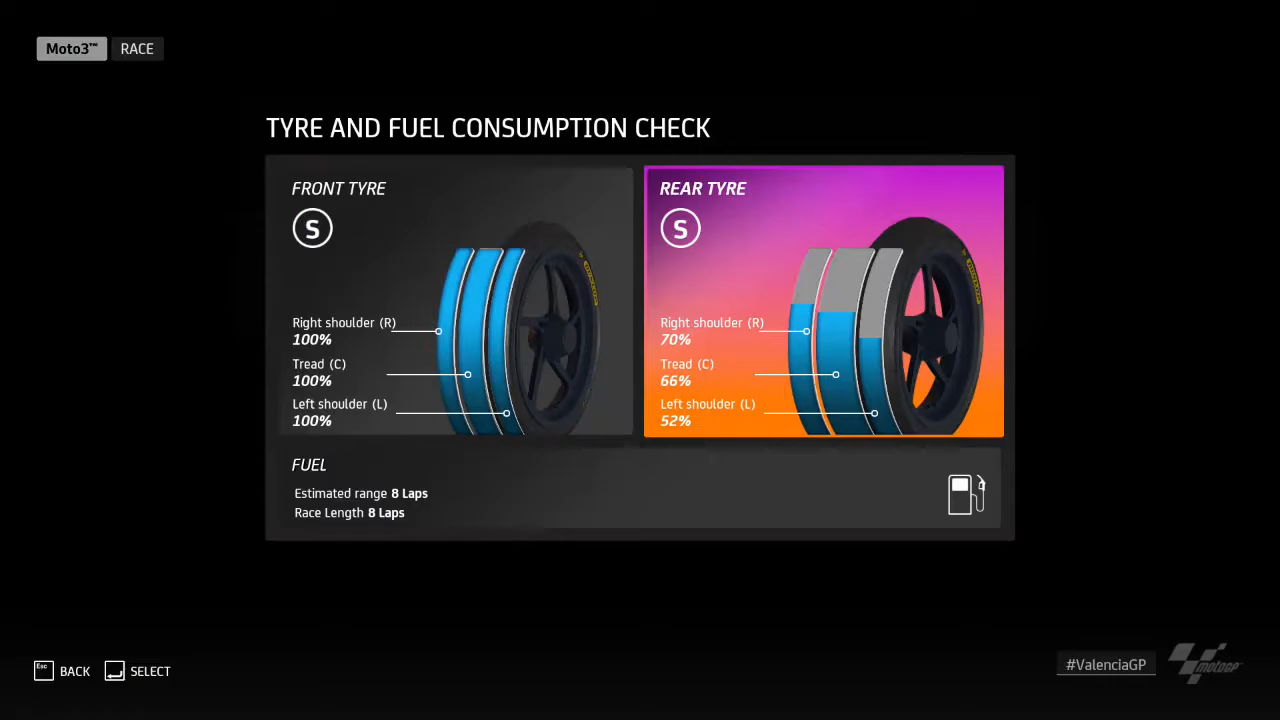 Moto3™ RACE
TYRE AND FUEL CONSUMPTION CHECK
FRONT TYRE
S
Right shoulder (R)
100%
Tread (C)
100%
Left shoulder (L)
100%
REAR TYRE
S
Right shoulder (R)
70%
Tread (C)
66%
Left shoulder (L)
52%
FUEL
Estimated range 8 Laps
Race Length 8 Laps
Esc BACK SELECT
#ValenciaGP
MotoGP™